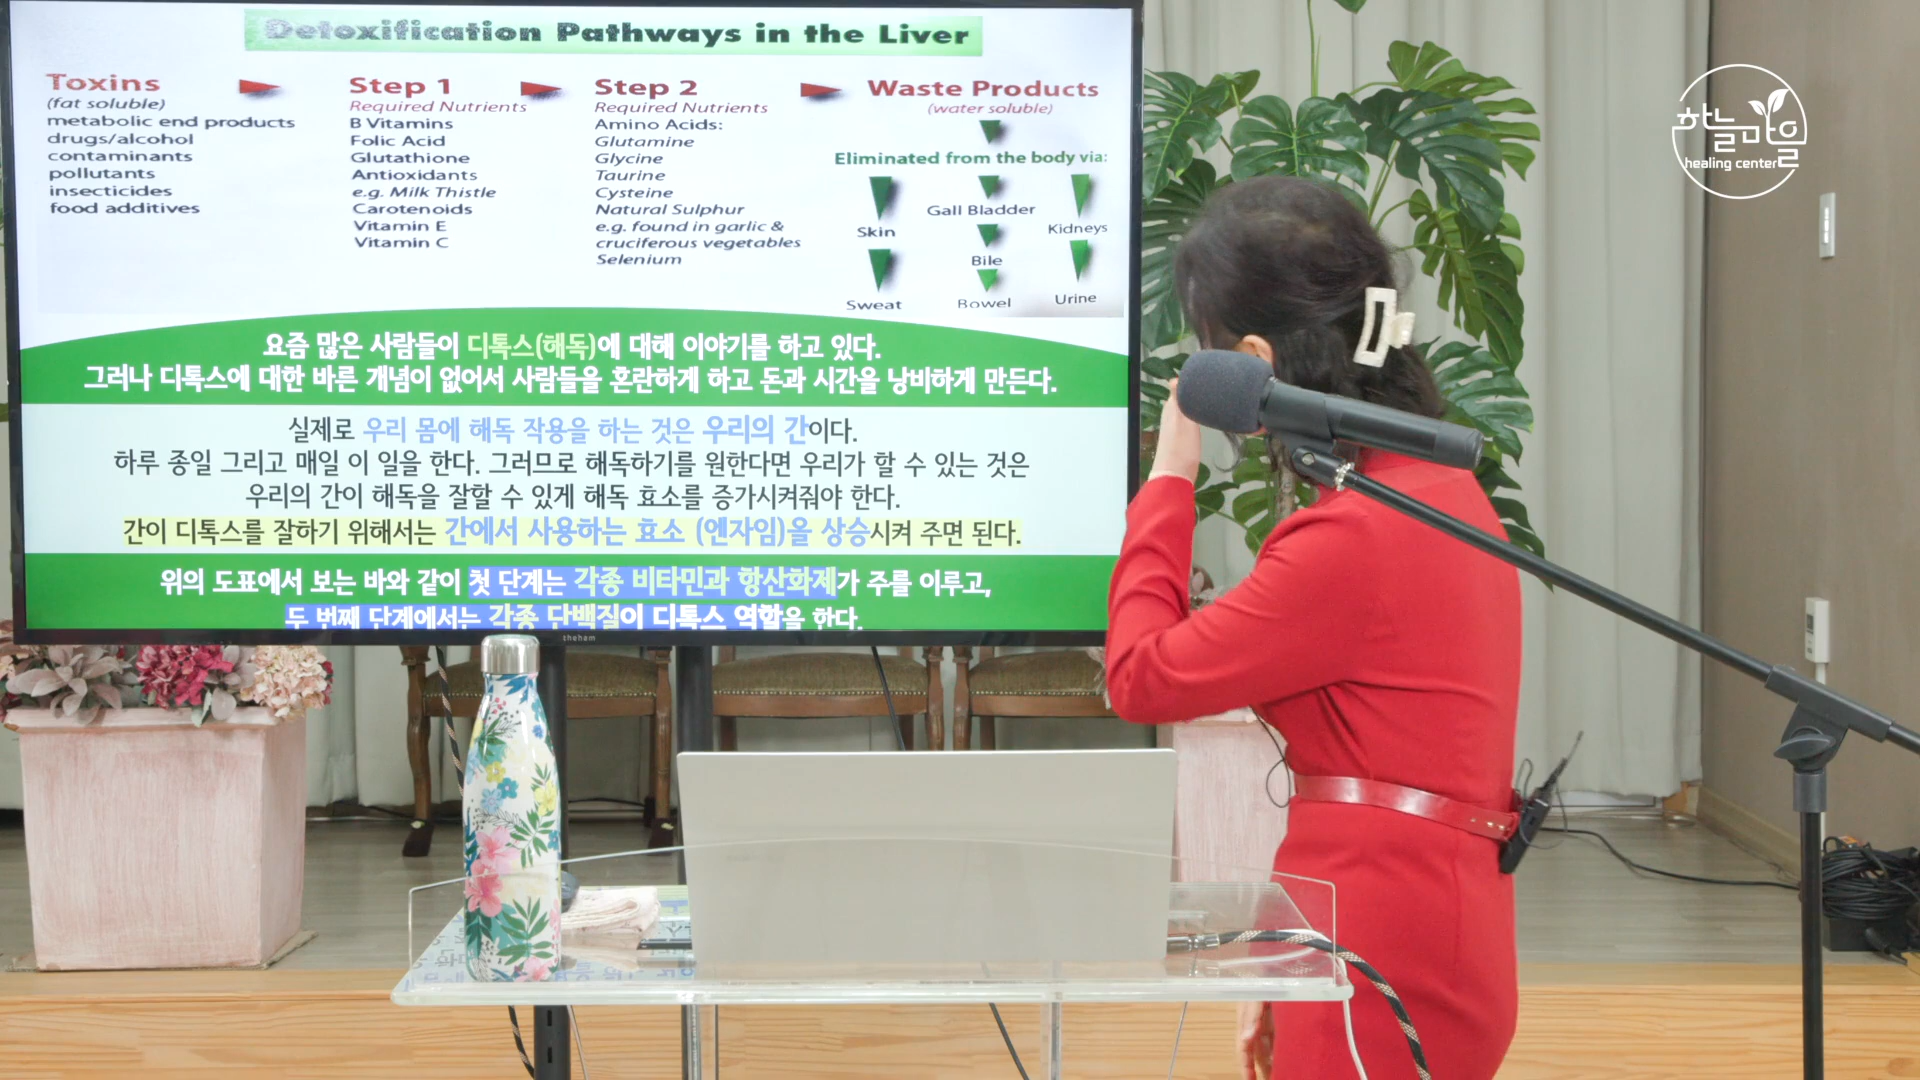 Detoxification Pathways in the Liver
Toxins
(fat soluble)
metabolic end products
drugs/alcohol
contaminants
pollutants
insecticides
food additives
Step 1
Required Nutrients
B Vitamins
Folic Acid
Glutathione
Antioxidants
e.g. Milk Thistle
Carotenoids
Vitamin E
Vitamin C
Step 2
Required Nutrients
Amino Acids:
Glutamine
Glycine
Taurine
Cysteine
Natural Sulphur
e.g. found in garlic &
cruciferous vegetables
Selenium
Waste Products
(water soluble)
Eliminated from the body via:
Skin
Sweat
Gall Bladder
Bile
Bowel
Kidneys
Urine
요즘 많은 사람들이 디톡스(해독)에 대해 이야기를 하고 있다.
그러나 디톡스에 대한 바른 개념이 없어서 사람들을 혼란하게 하고 돈과 시간을 낭비하게 만든다.
실제로 우리 몸에 해독 작용을 하는 것은 우리의 간이다.
하루 종일 그리고 매일 이 일을 한다. 그러므로 해독하기를 원한다면 우리가 할 수 있는 것은
우리의 간이 해독을 잘할 수 있게 해독 효소를 증가시켜줘야 한다.
간이 디톡스를 잘하기 위해서는 간에서 사용하는 효소 (엔자임)을 상승시켜 주면 된다.
위의 도표에서 보는 바와 같이 첫 단계는 각종 비타민과 항산화제가 주를 이루고,
두 번째 단계에서는 각종 단백질이 디톡스 역할을 한다.
theham
하늘마을
healing center